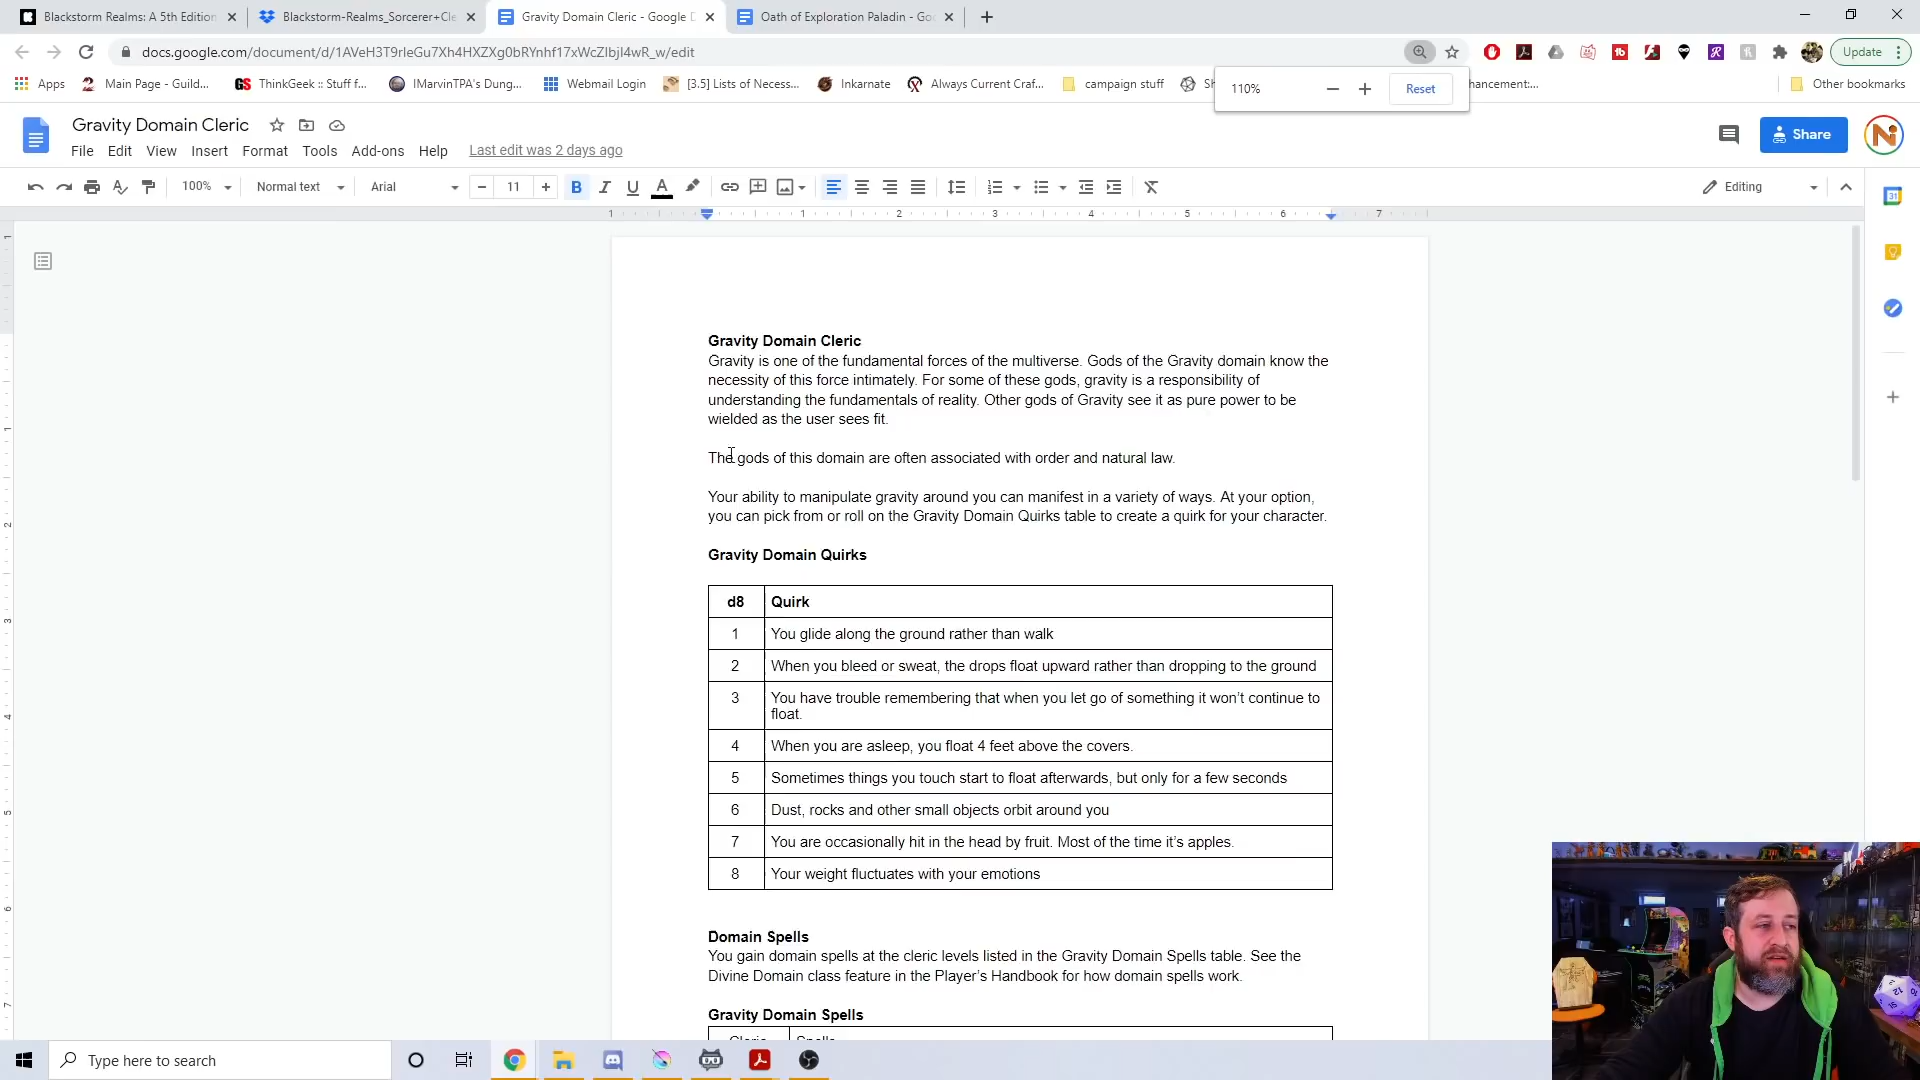 Blackstorm Realms: A 5th Edition
Blackstorm-Realms_Sorcerer+Cle
Gravity Domain Cleric - Google D
Oath of Exploration Paladin - Goo
docs.google.com/document/d/1AVeH3T9rIeGu7Xh4HXZXg0bRYnhf17xWcZIbjI4wR_w/edit
Update
Apps
Main Page - Guild...
ThinkGeek :: Stuff f...
IMarvinTPA's Dung...
Webmail Login
[3.5] Lists of Necess...
Inkarnate
Always Current Craf...
campaign stuff
hancement:...
Other bookmarks
110%
Reset
Gravity Domain Cleric
Share
File Edit View Insert Format Tools Add-ons Help Last edit was 2 days ago
100% Normal text Arial 11 Editing
1 1 2 3 4 5 6 7
Gravity Domain Cleric
Gravity is one of the fundamental forces of the multiverse. Gods of the Gravity domain know the
necessity of this force intimately. For some of these gods, gravity is a responsibility of
understanding the fundamentals of reality. Other gods of Gravity see it as pure power to be
wielded as the user sees fit.
The gods of this domain are often associated with order and natural law.
Your ability to manipulate gravity around you can manifest in a variety of ways. At your option,
you can pick from or roll on the Gravity Domain Quirks table to create a quirk for your character.
Gravity Domain Quirks
d8 Quirk
1 You glide along the ground rather than walk
2 When you bleed or sweat, the drops float upward rather than dropping to the ground
3 You have trouble remembering that when you let go of something it won't continue to
float.
4 When you are asleep, you float 4 feet above the covers.
5 Sometimes things you touch start to float afterwards, but only for a few seconds
6 Dust, rocks and other small objects orbit around you
7 You are occasionally hit in the head by fruit. Most of the time it's apples.
8 Your weight fluctuates with your emotions
Domain Spells
You gain domain spells at the cleric levels listed in the Gravity Domain Spells table. See the
Divine Domain class feature in the Player's Handbook for how domain spells work.
Gravity Domain Spells
Cleric Spells
Type here to search